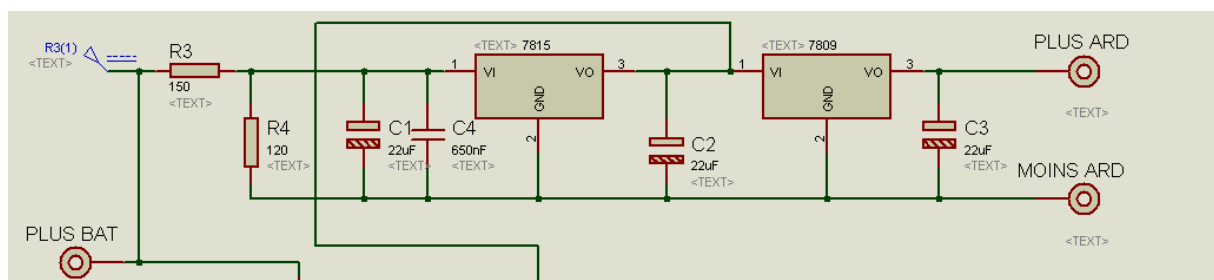 R3(1)
<TEXT>
R3
150
<TEXT>
R4
120
<TEXT>
C1
22uF
<TEXT>
C4
650nF
<TEXT>
<TEXT> 7815
1
VI
VO
3
GND
2
C2
22uF
<TEXT>
<TEXT> 7809
1
VI
VO
3
GND
2
C3
22uF
<TEXT>
PLUS ARD
<TEXT>
MOINS ARD
<TEXT>
PLUS BAT